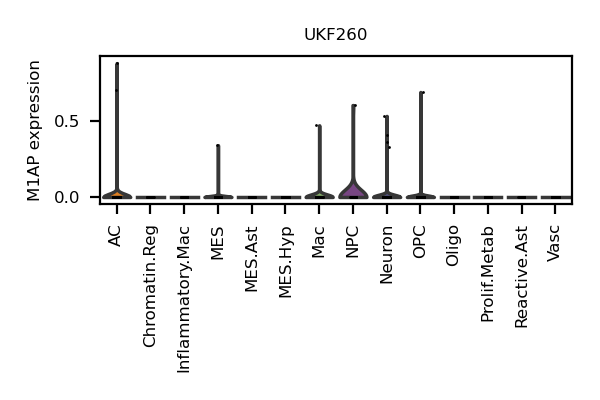 UKF260
M1AP expression
0.5
0.0
AC
Chromatin.Reg
Inflammatory.Mac
MES
MES.Ast
MES.Hyp
Mac
NPC
Neuron
OPC
Oligo
Prolif.Metab
Reactive.Ast
Vasc